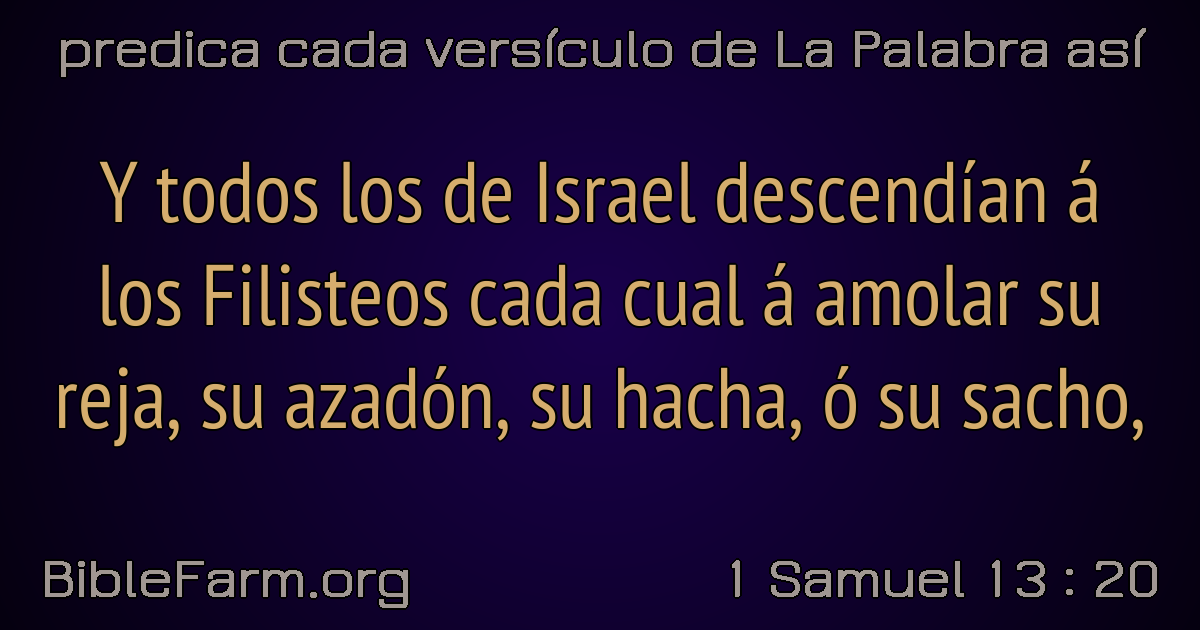 predica cada versículo de La Palabra así
Y todos los de Israel descendían á
los Filisteos cada cual á amolar su
reja, su azadón, su hacha, ó su sacho,
BibleFarm.org
1 Samuel 13 : 20